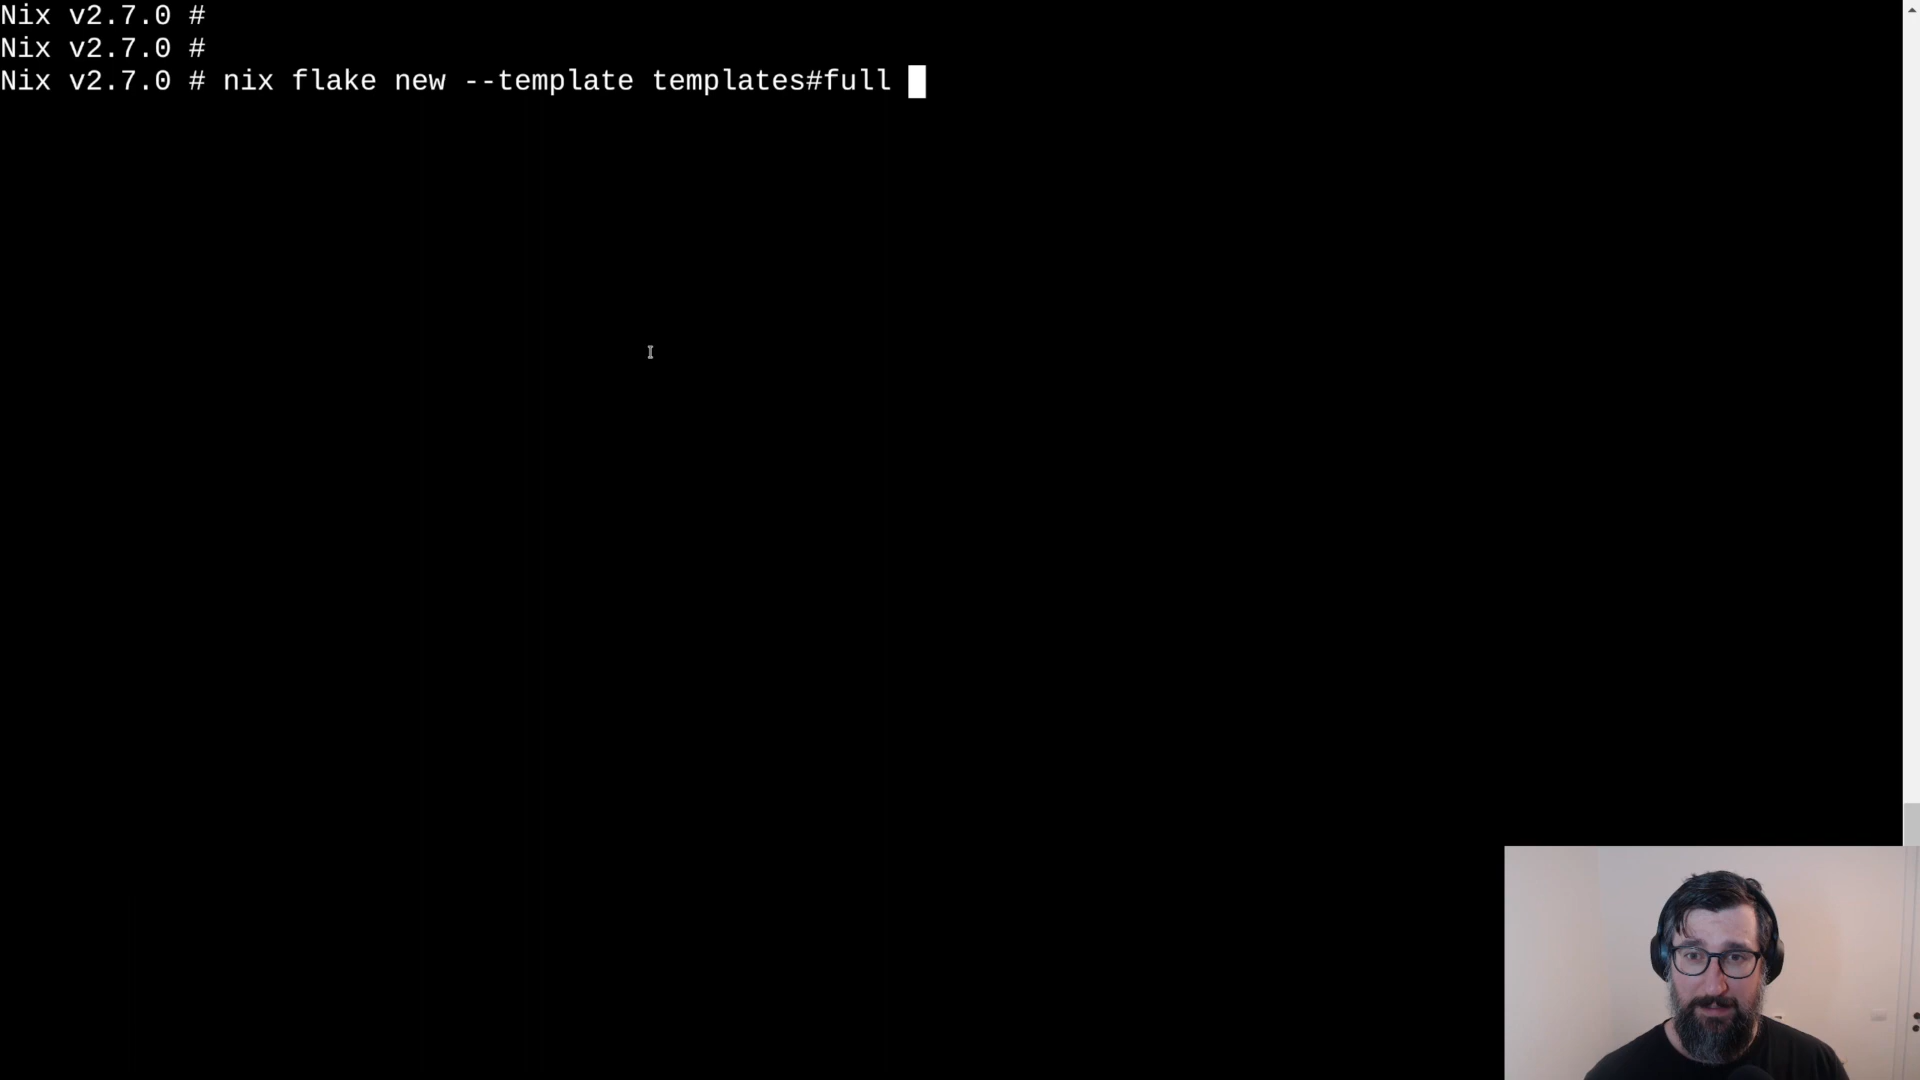 Nix v2.7.0 #
Nix v2.7.0 #
Nix v2.7.0 # nix flake new --template templates#full